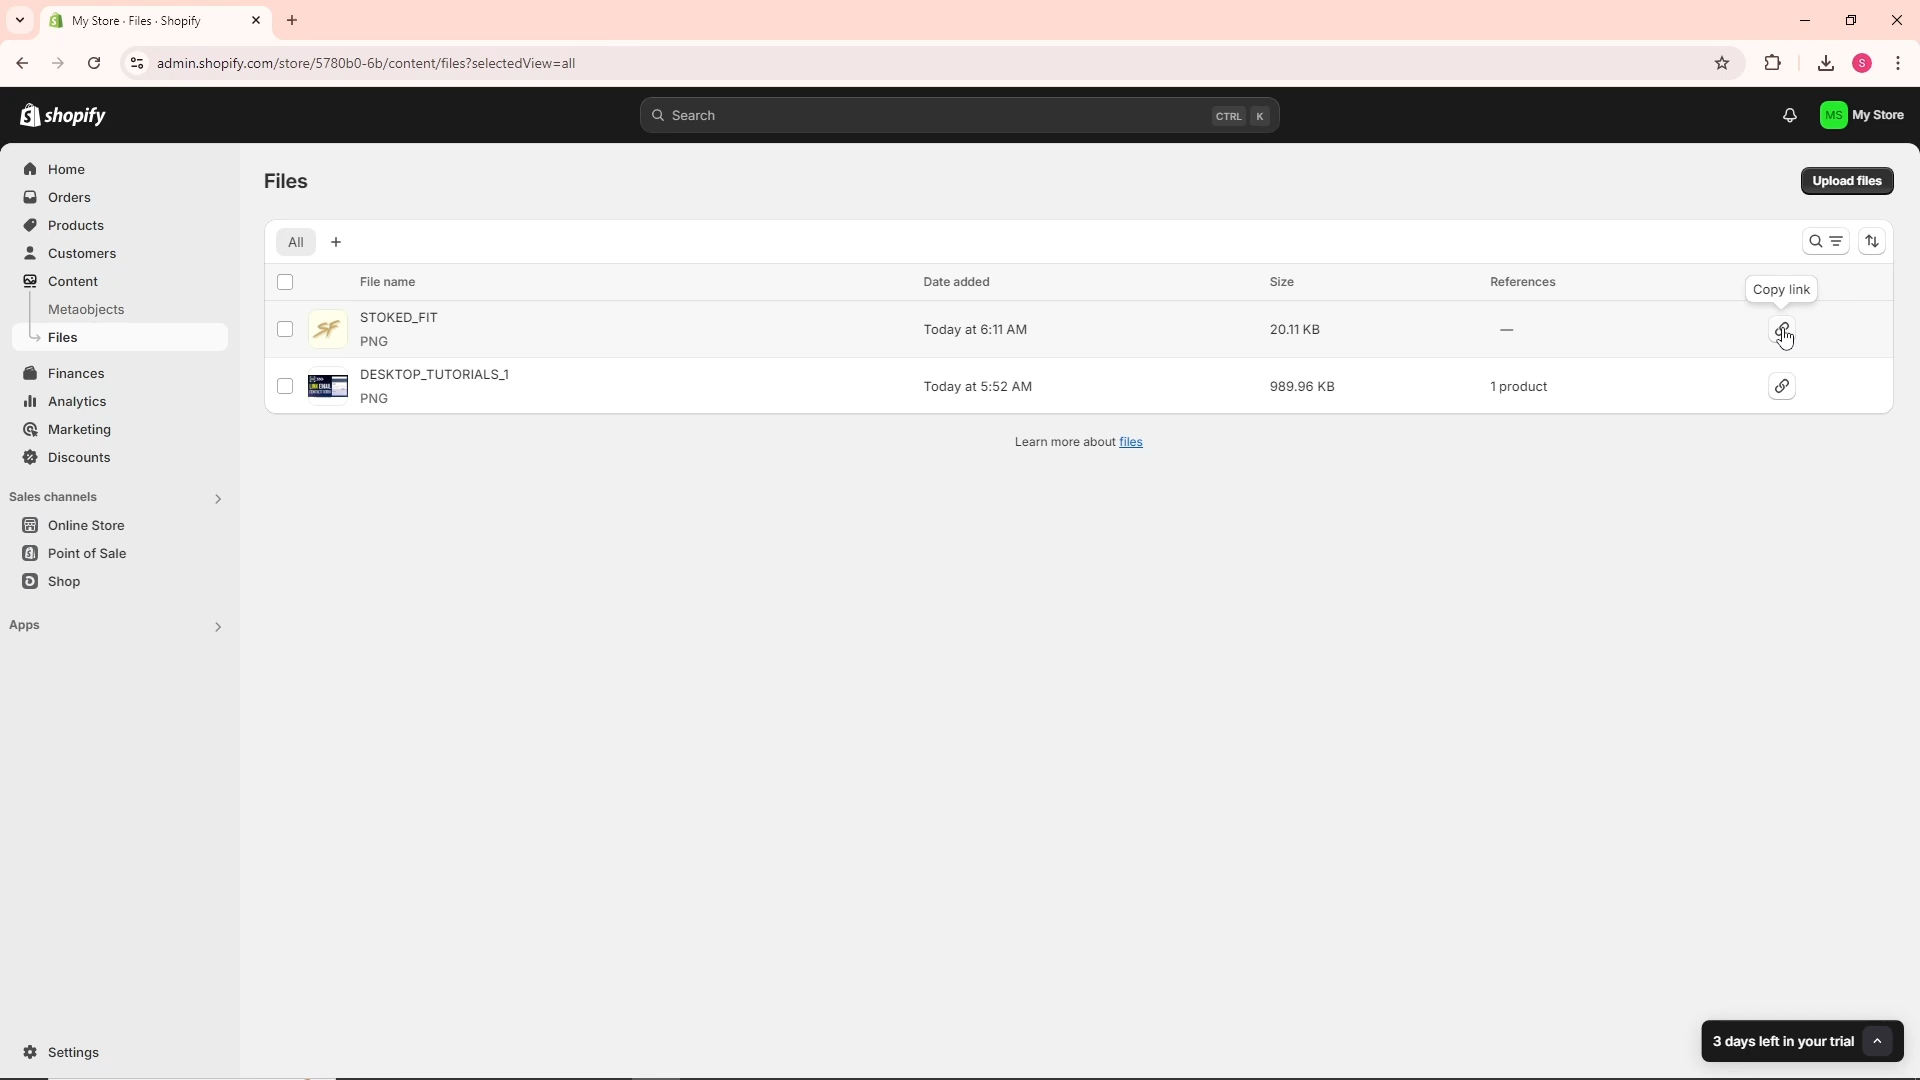 My Store · Files · Shopify
admin.shopify.com/store/5780b0-6b/content/files?selectedView=all
S
shopify
Search
CTRL K
MS My Store
Home
Orders
Products
Customers
Content
Metaobjects
Files
Finances
Analytics
Marketing
Discounts
Sales channels
Online Store
Point of Sale
Shop
Apps
Settings
Files
Upload files
All
File name Date added Size References
Copy link
SF
STOKED_FIT
PNG
Today at 6:11 AM 20.11 KB —
DESKTOP_TUTORIALS_1
PNG
Today at 5:52 AM 989.96 KB 1 product
Learn more about files
3 days left in your trial